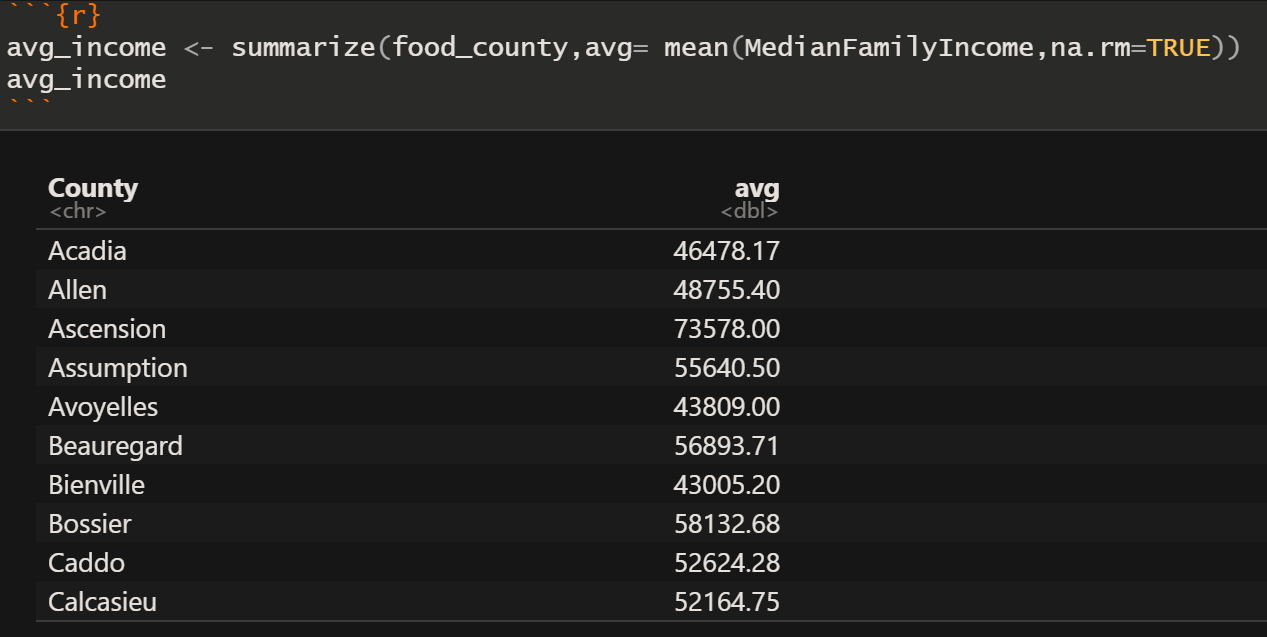 ```{r}
avg_income <- summarize(food_county,avg= mean(MedianFamilyIncome,na.rm=TRUE))
avg_income
```
County avg
<chr> <dbl>
Acadia 46478.17
Allen 48755.40
Ascension 73578.00
Assumption 55640.50
Avoyelles 43809.00
Beauregard 56893.71
Bienville 43005.20
Bossier 58132.68
Caddo 52624.28
Calcasieu 52164.75